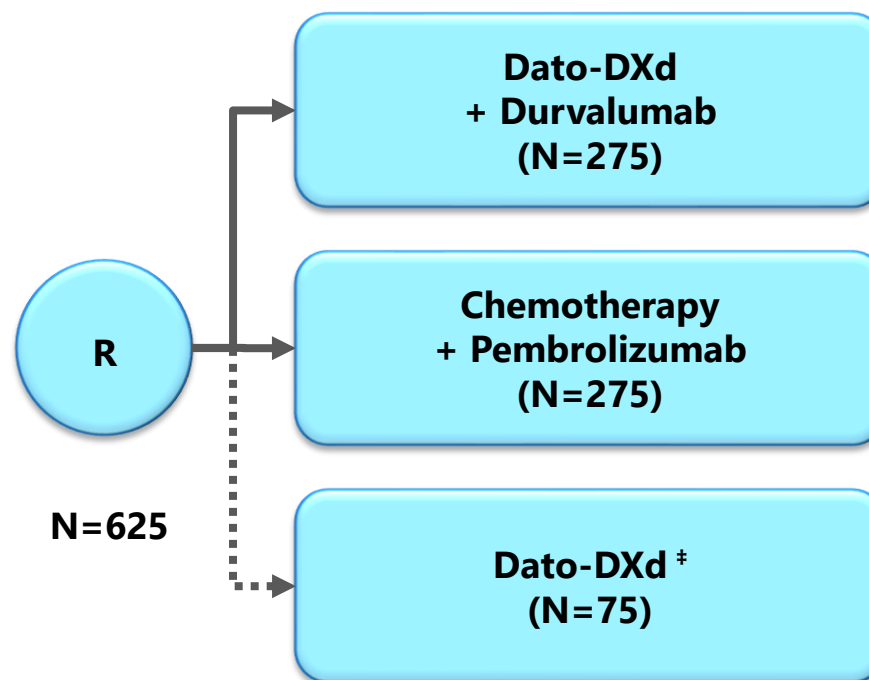 Dato-DXd
+ Durvalumab
(N=275)
R
Chemotherapy
+ Pembrolizumab
(N=275)
N=625
Dato-DXd ‡
(N=75)